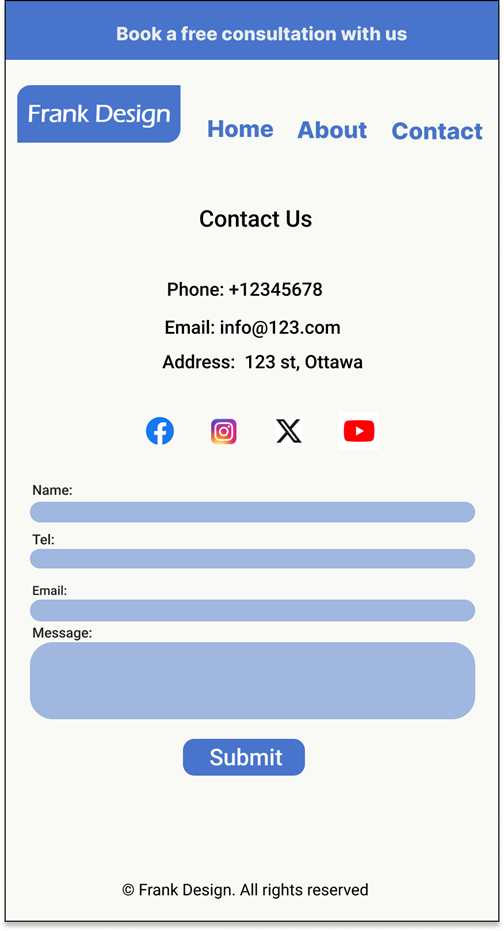 Book a free consultation with us
Frank Design
Home About Contact
Contact Us
Phone: +12345678
Email: info@123.com
Address: 123 st, Ottawa
Name:
Tel:
Email:
Message:
Submit
© Frank Design. All rights reserved